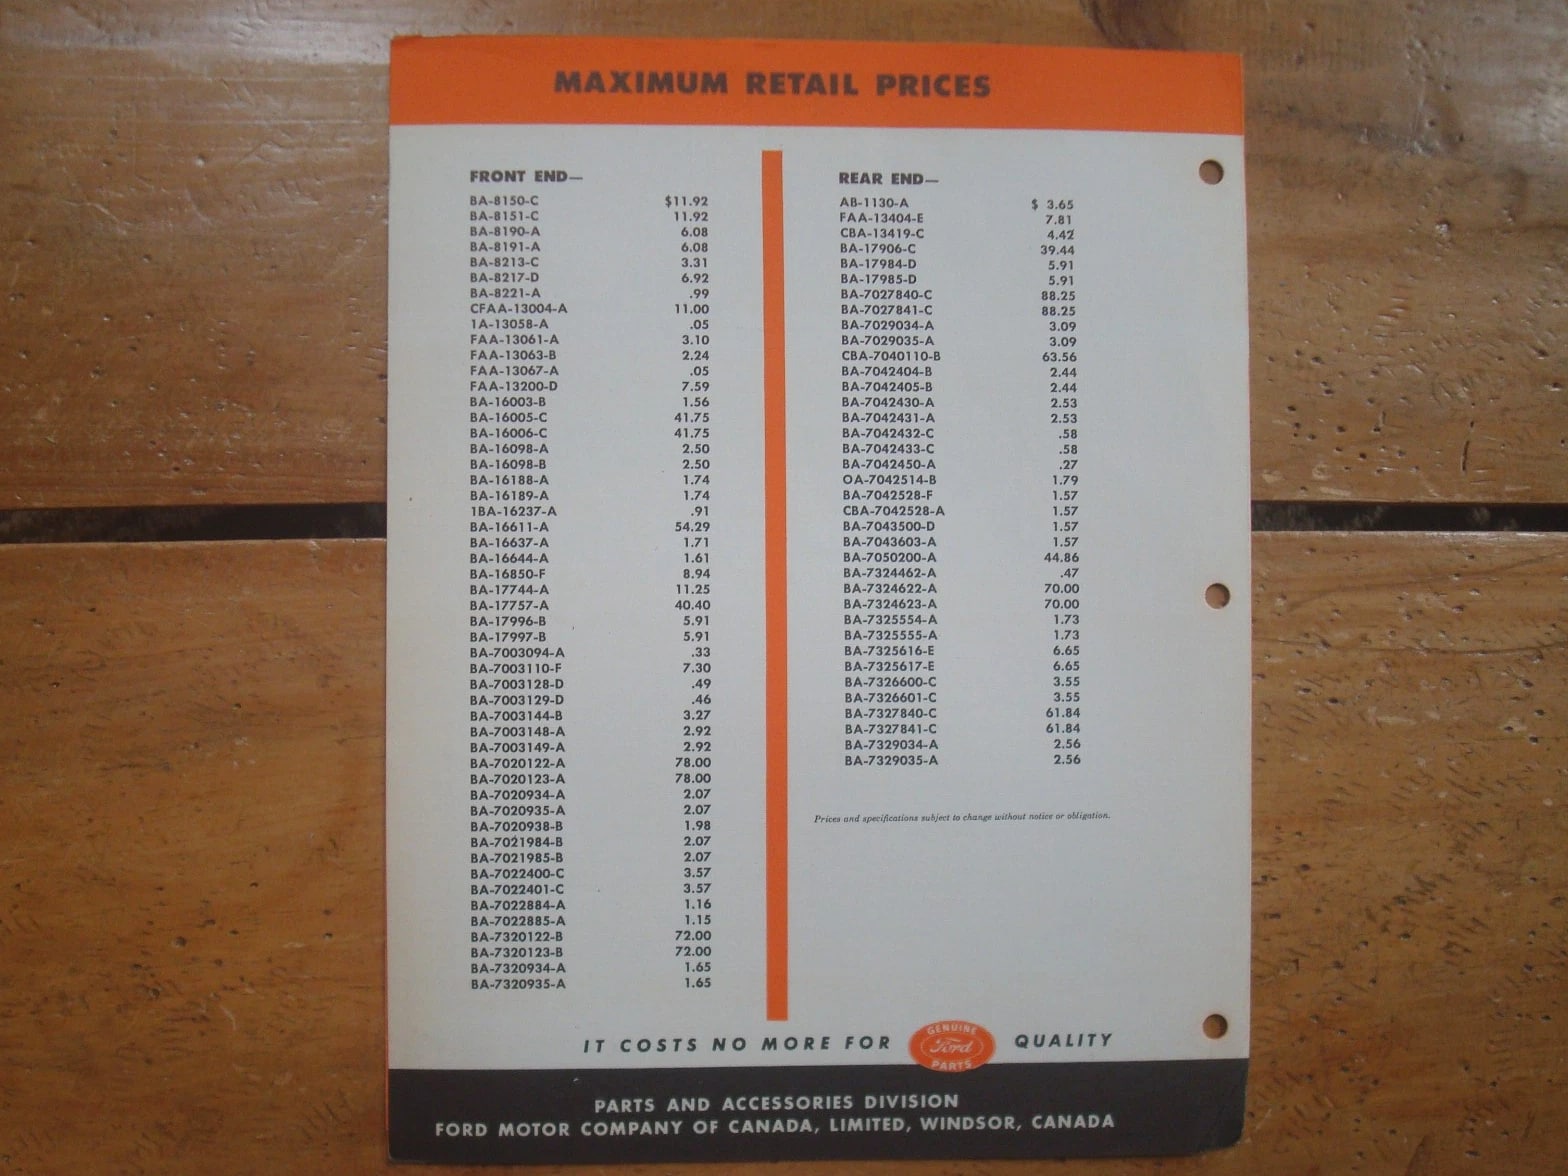 MAXIMUM RETAIL PRICES
FRONT END—
BA-8150-C $11.92
BA-8151-C 11.92
BA-8190-A 6.08
BA-8191-A 6.08
BA-8213-C 3.31
BA-8217-D 6.92
BA-8221-A .99
CFAA-13004-A 11.00
1A-13058-A .05
FAA-13061-A 3.10
FAA-13063-B 2.24
FAA-13067-A .05
FAA-13200-D 7.59
BA-16003-B 1.56
BA-16005-C 41.75
BA-16006-C 41.75
BA-16098-A 2.50
BA-16098-B 2.50
BA-16188-A 1.74
BA-16189-A 1.74
1BA-16237-A .91
BA-16611-A 54.29
BA-16637-A 1.71
BA-16644-A 1.61
BA-16850-F 8.94
BA-17744-A 11.25
BA-17757-A 40.40
BA-17996-B 5.91
BA-17997-B 5.91
BA-7003094-A .33
BA-7003110-F 7.30
BA-7003128-D .49
BA-7003129-D .46
BA-7003144-B 3.27
BA-7003148-A 2.92
BA-7003149-A 2.92
BA-7020122-A 78.00
BA-7020123-A 78.00
BA-7020934-A 2.07
BA-7020935-A 2.07
BA-7020938-B 1.98
BA-7021984-B 2.07
BA-7021985-B 2.07
BA-7022400-C 3.57
BA-7022401-C 3.57
BA-7022884-A 1.16
BA-7022885-A 1.15
BA-7320122-B 72.00
BA-7320123-B 72.00
BA-7320934-A 1.65
BA-7320935-A 1.65
REAR END—
AB-1130-A $ 3.65
FAA-13404-E 7.81
CBA-13419-C 4.42
BA-17906-C 39.44
BA-17984-D 5.91
BA-17985-D 5.91
BA-7027840-C 88.25
BA-7027841-C 88.25
BA-7029034-A 3.09
BA-7029035-A 3.09
CBA-7040110-B 63.56
BA-7042404-B 2.44
BA-7042405-B 2.44
BA-7042430-A 2.53
BA-7042431-A 2.53
BA-7042432-C .58
BA-7042433-C .58
BA-7042450-A .27
OA-7042514-B 1.79
BA-7042528-F 1.57
CBA-7042528-A 1.57
BA-7043500-D 1.57
BA-7043603-A 1.57
BA-7050200-A 44.86
BA-7324462-A .47
BA-7324622-A 70.00
BA-7324623-A 70.00
BA-7325554-A 1.73
BA-7325555-A 1.73
BA-7325616-E 6.65
BA-7325617-E 6.65
BA-7326600-C 3.55
BA-7326601-C 3.55
BA-7327840-C 61.84
BA-7327841-C 61.84
BA-7329034-A 2.56
BA-7329035-A 2.56
Prices and specifications subject to change without notice or obligation.
IT COSTS NO MORE FOR GENUINE Ford PARTS QUALITY
PARTS AND ACCESSORIES DIVISION
FORD MOTOR COMPANY OF CANADA, LIMITED, WINDSOR, CANADA